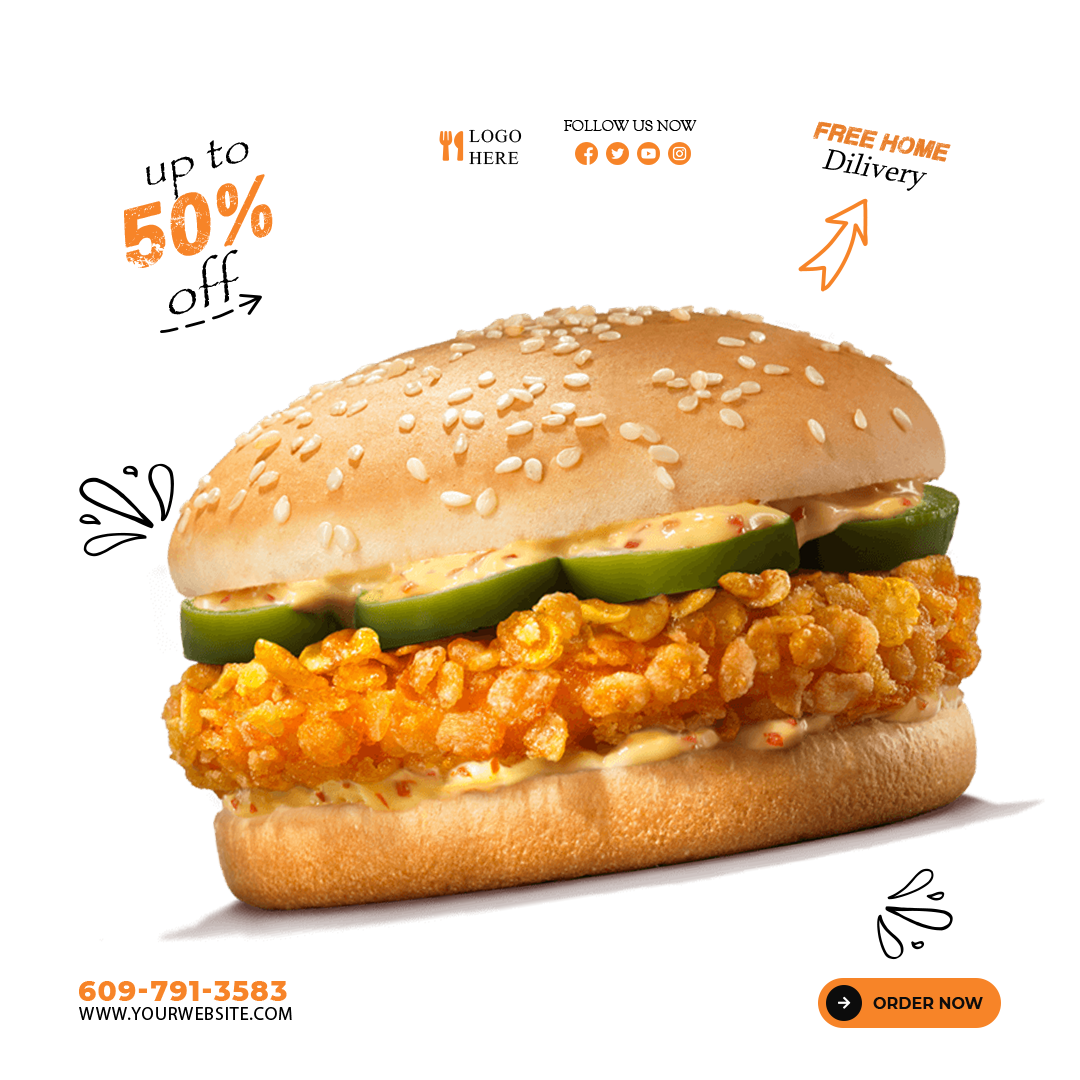 up to
50%
off
LOGO
HERE
FOLLOW US NOW
FREE HOME
Dilivery
609-791-3583
WWW.YOURWEBSITE.COM
ORDER NOW